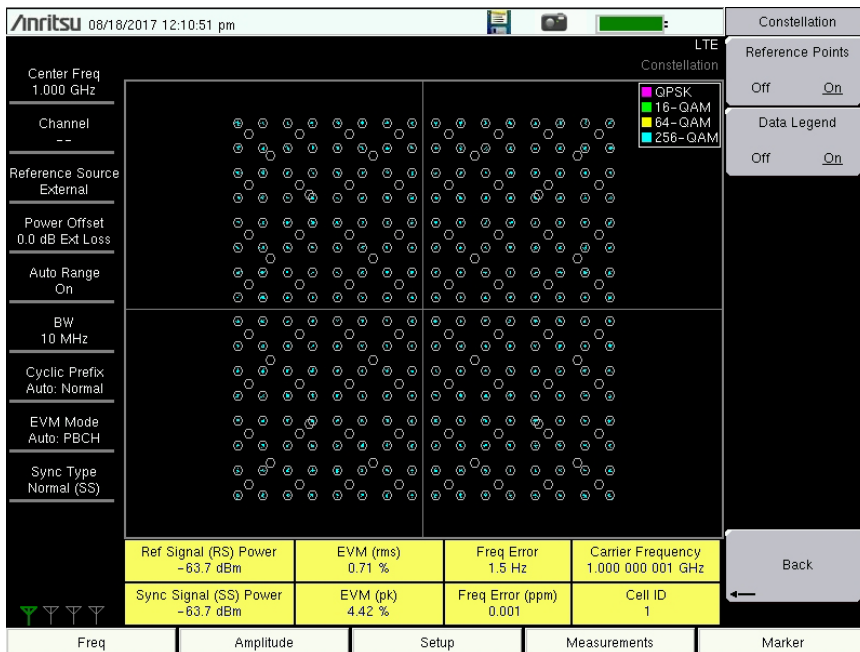 Anritsu 08/18/2017 12:10:51 pm
Constellation
LTE
Constellation
Center Freq
1.000 GHz
Channel
--
Reference Source
External
Power Offset
0.0 dB Ext Loss
Auto Range
On
BW
10 MHz
Cyclic Prefix
Auto: Normal
EVM Mode
Auto: PBCH
Sync Type
Normal (SS)
QPSK
16-QAM
64-QAM
256-QAM
Reference Points
Off On
Data Legend
Off On
Back
Ref Signal (RS) Power
-63.7 dBm
EVM (rms)
0.71 %
Freq Error
1.5 Hz
Carrier Frequency
1.000 000 001 GHz
Sync Signal (SS) Power
-63.7 dBm
EVM (pk)
4.42 %
Freq Error (ppm)
0.001
Cell ID
1
Freq
Amplitude
Setup
Measurements
Marker